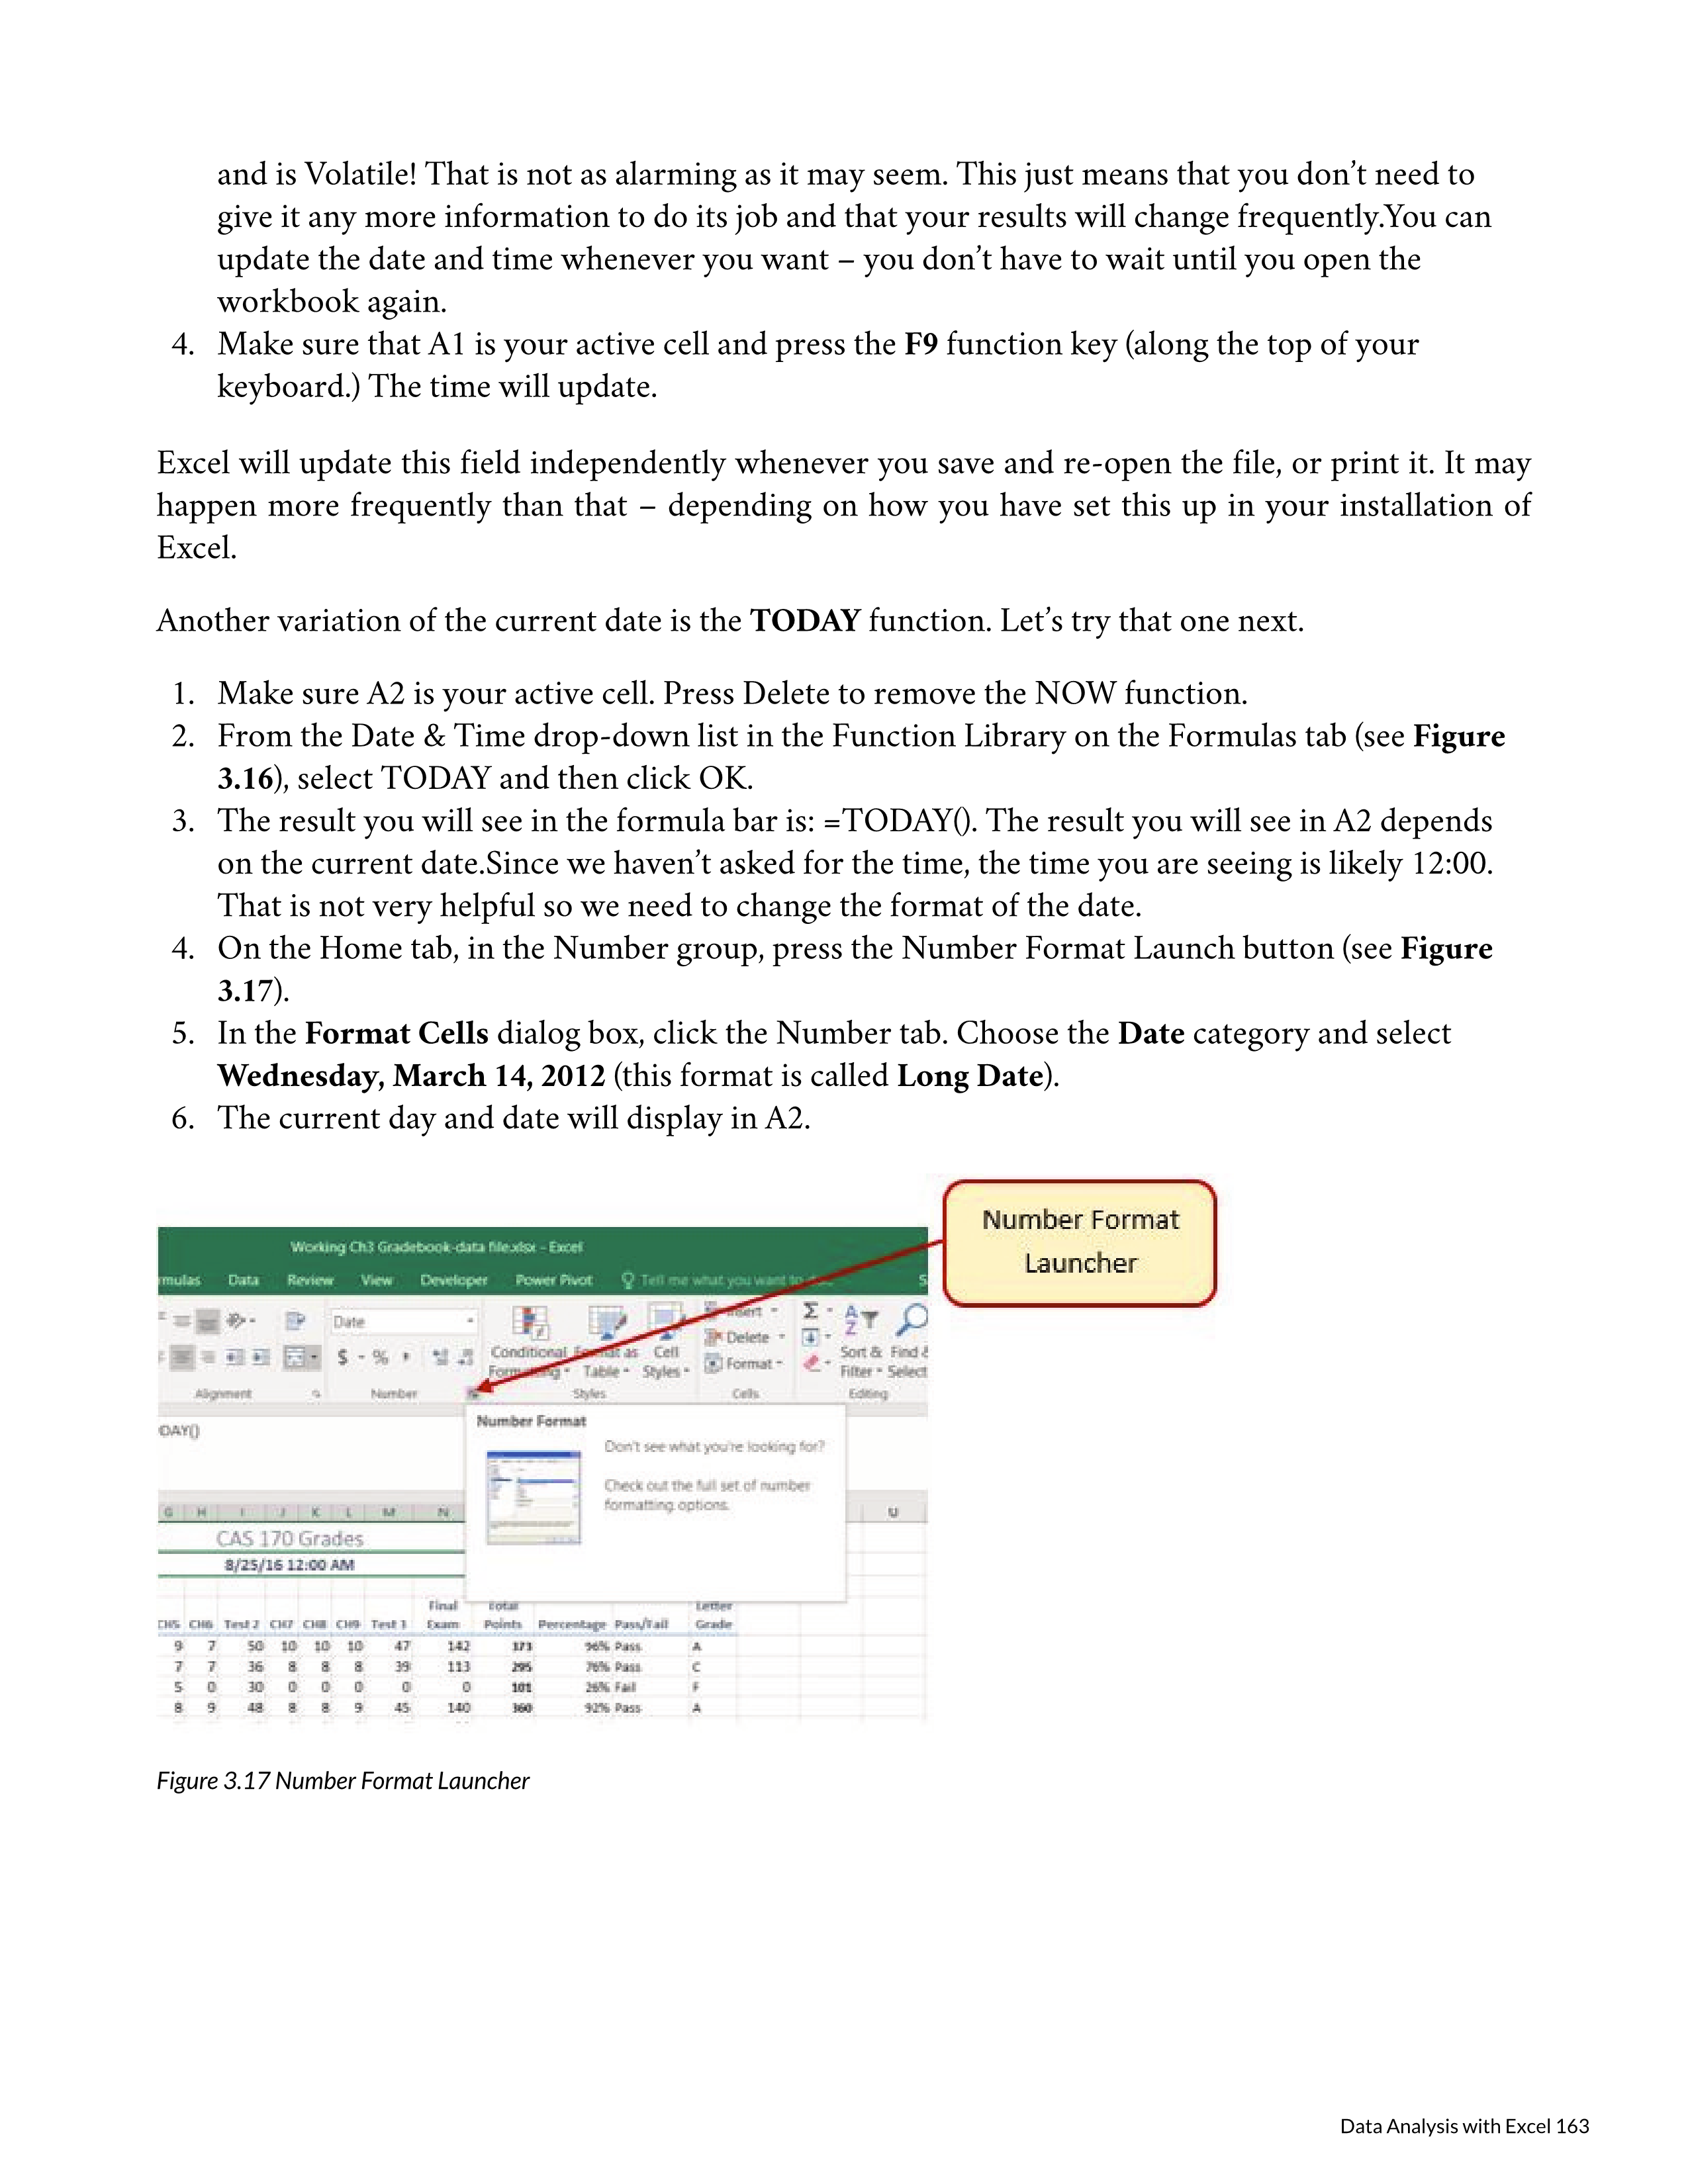 and is Volatile! That is not as alarming as it may seem. This just means that you don’t need to
give it any more information to do its job and that your results will change frequently.You can
update the date and time whenever you want – you don’t have to wait until you open the
workbook again.
4. Make sure that A1 is your active cell and press the F9 function key (along the top of your
keyboard.) The time will update.
Excel will update this field independently whenever you save and re-open the file, or print it. It may
happen more frequently than that – depending on how you have set this up in your installation of
Excel.
Another variation of the current date is the TODAY function. Let’s try that one next.
1. Make sure A2 is your active cell. Press Delete to remove the NOW function.
2. From the Date & Time drop-down list in the Function Library on the Formulas tab (see Figure
3.16), select TODAY and then click OK.
3. The result you will see in the formula bar is: =TODAY(). The result you will see in A2 depends
on the current date.Since we haven’t asked for the time, the time you are seeing is likely 12:00.
That is not very helpful so we need to change the format of the date.
4. On the Home tab, in the Number group, press the Number Format Launch button (see Figure
3.17).
5. In the Format Cells dialog box, click the Number tab. Choose the Date category and select
Wednesday, March 14, 2012 (this format is called Long Date).
6. The current day and date will display in A2.
Number Format
Launcher
Working Ch3 Gradebook-data file.xlsx - Excel
rmulas Data Review View Developer Power Pivot Tell me what you want to
Date
Insert
Delete
Format
$ %
Conditional Format as Cell
Formatting Table Styles
Sort & Find &
Filter Select
Alignment Number Styles Cells Editing
DAY()
Number Format
Don't see what you're looking for?
Check out the full set of number
formatting options.
G H I J K L M N U
CAS 170 Grades
8/25/16 12:00 AM
Final Total Letter
CH5 CH6 Test 2 CH7 CH8 CH9 Test 3 Exam Points Percentage Pass/Fail Grade
9 7 50 10 10 10 47 142 373 96% Pass A
7 7 36 8 8 8 39 113 295 76% Pass C
5 0 30 0 0 0 0 0 101 26% Fail F
8 9 48 8 8 9 45 140 360 92% Pass A
Figure 3.17 Number Format Launcher
Data Analysis with Excel 163